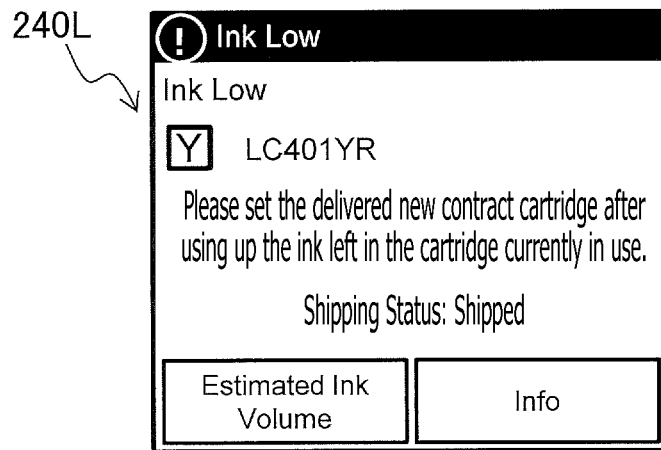 240L
! Ink Low
Ink Low
Y LC401YR
Please set the delivered new contract cartridge after
using up the ink left in the cartridge currently in use.
Shipping Status: Shipped
Estimated Ink
Volume
Info